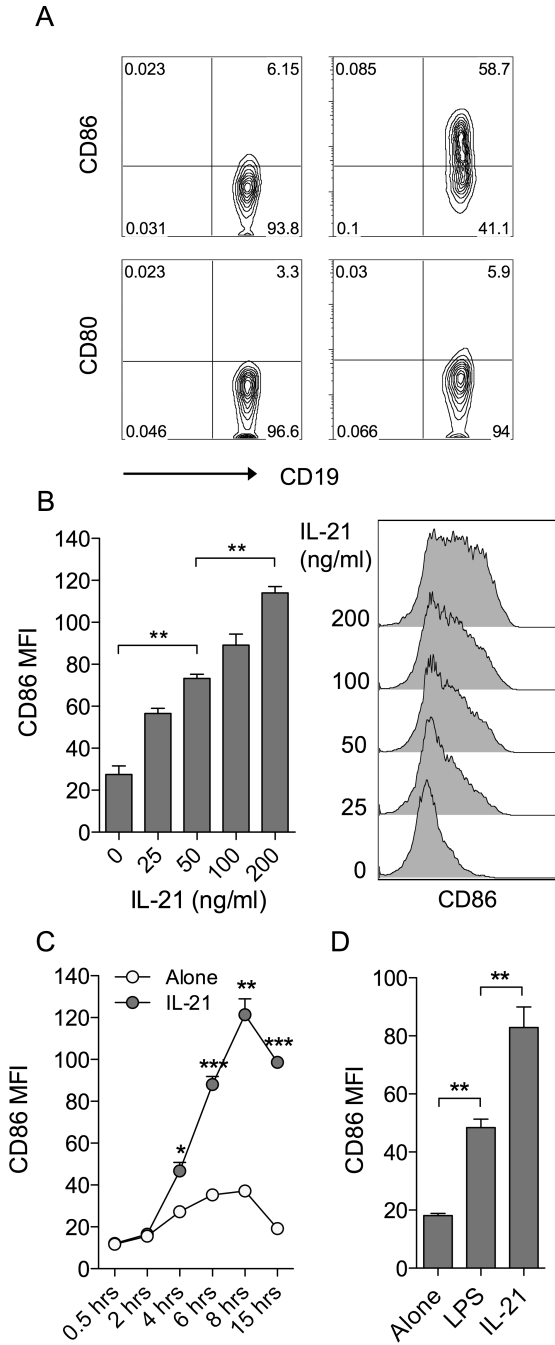 A
CD86
0.023 6.15
0.031 93.8
0.085 58.7
0.1 41.1
CD80
0.023 3.3
0.046 96.6
0.03 5.9
0.066 94
CD19
B
CD86 MFI
140
120
100
80
60
40
20
0
**
**
0 25 50 100 200
IL-21 (ng/ml)
IL-21
(ng/ml)
200
100
50
25
0
CD86
C
CD86 MFI
140
120
100
80
60
40
20
0
Alone
IL-21
*
***
**
***
0.5 hrs 2 hrs 4 hrs 6 hrs 8 hrs 15 hrs
D
CD86 MFI
100
80
60
40
20
0
**
**
Alone LPS IL-21